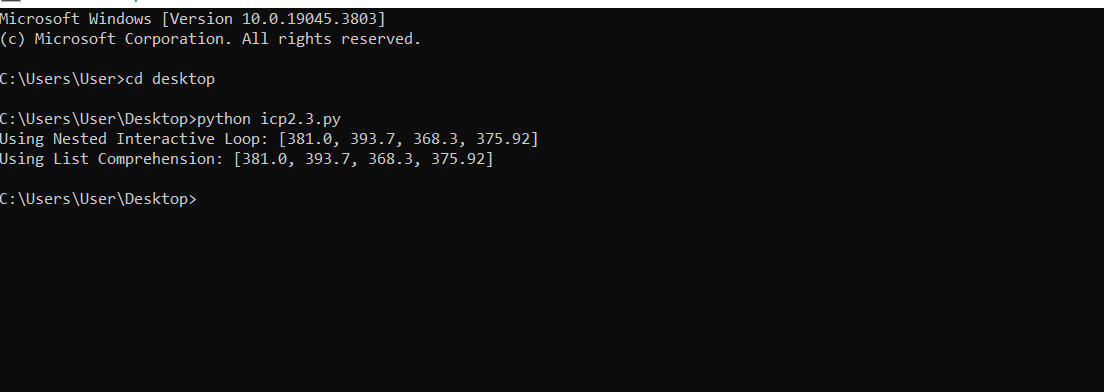 Microsoft Windows [Version 10.0.19045.3803]
(c) Microsoft Corporation. All rights reserved.
C:\Users\User>cd desktop
C:\Users\User\Desktop>python icp2.3.py
Using Nested Interactive Loop: [381.0, 393.7, 368.3, 375.92]
Using List Comprehension: [381.0, 393.7, 368.3, 375.92]
C:\Users\User\Desktop>